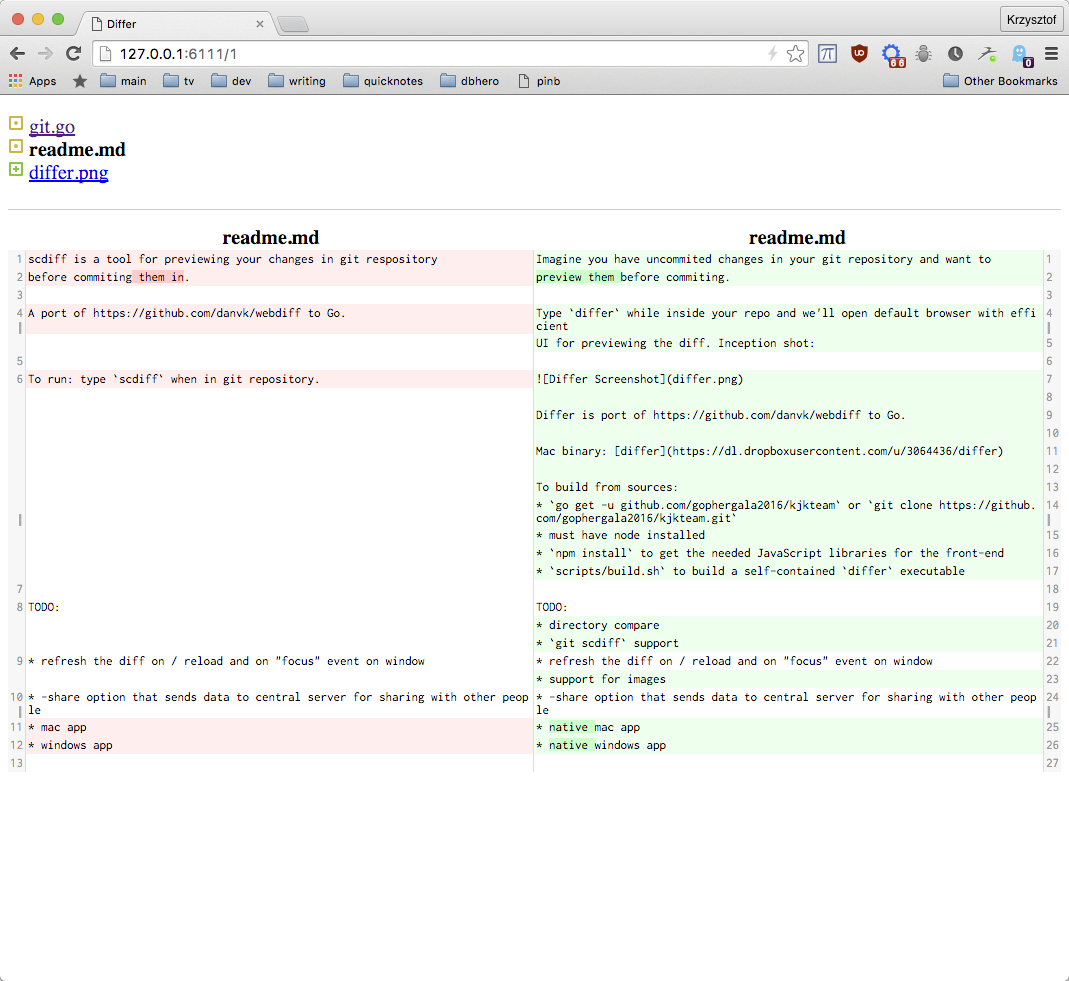 Differ
Krzysztof
127.0.0.1:6111/1
66
0
Apps main tv dev writing quicknotes dbhero pinb Other Bookmarks
git.go
readme.md
differ.png
readme.md readme.md
1 scdiff is a tool for previewing your changes in git respository Imagine you have uncommited changes in your git repository and want to 1
2 before commiting them in. preview them before commiting. 2
3 3
4 A port of https://github.com/danvk/webdiff to Go. Type `differ` while inside your repo and we'll open default browser with effi 4
cient
UI for previewing the diff. Inception shot: 5
5 6
6 To run: type `scdiff` when in git repository. ![Differ Screenshot](differ.png) 7
8
Differ is port of https://github.com/danvk/webdiff to Go. 9
10
Mac binary: [differ](https://dl.dropboxusercontent.com/u/3064436/differ) 11
12
To build from sources: 13
* `go get -u github.com/gophergala2016/kjkteam` or `git clone https://github. 14
com/gophergala2016/kjkteam.git`
* must have node installed 15
* `npm install` to get the needed JavaScript libraries for the front-end 16
* `scripts/build.sh` to build a self-contained `differ` executable 17
7 18
8 TODO: TODO: 19
* directory compare 20
* `git scdiff` support 21
9 * refresh the diff on / reload and on "focus" event on window * refresh the diff on / reload and on "focus" event on window 22
* support for images 23
10 * -share option that sends data to central server for sharing with other peop * -share option that sends data to central server for sharing with other peop 24
le le
11 * mac app * native mac app 25
12 * windows app * native windows app 26
13 27